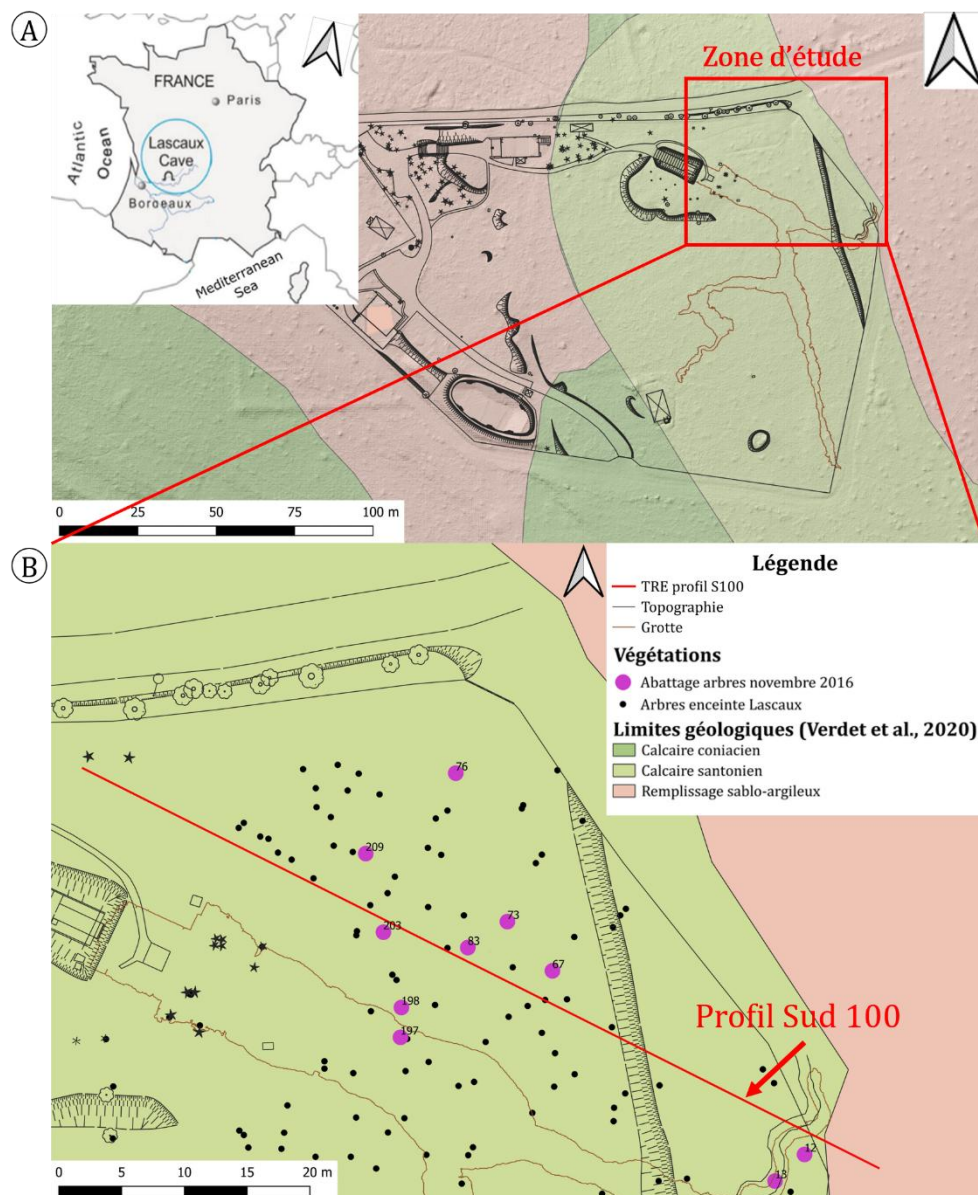 A
FRANCE
Paris
Atlantic
Ocean
Lascaux
Cave
Bordeaux
Mediterranean
Sea
Zone d'étude
0 25 50 75 100 m
B
Légende
TRE profil S100
Topographie
Grotte
Végétations
Abattage arbres novembre 2016
Arbres enceinte Lascaux
Limites géologiques (Verdet et al., 2020)
Calcaire coniacien
Calcaire santonien
Remplissage sablo-argileux
76
209
73
203
83
67
198
197
Profil Sud 100
12
13
0 5 10 15 20 m